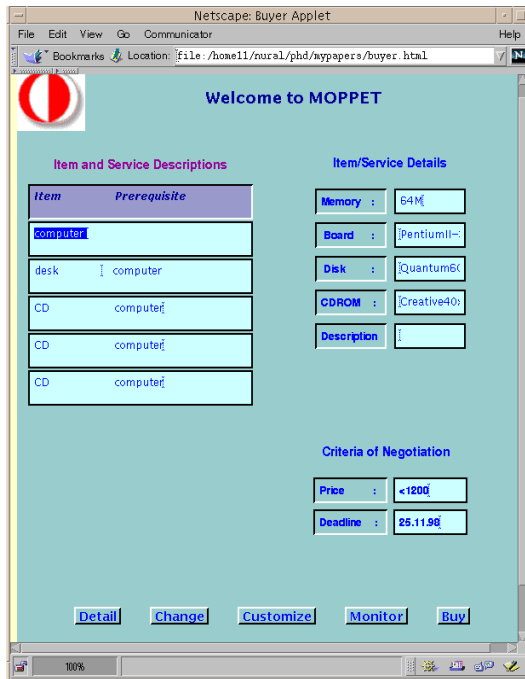 Netscape: Buyer Applet
File Edit View Go Communicator Help
Bookmarks Location: file:/home11/nural/phd/mypapers/buyer.html N
Welcome to MOPPET
Item and Service Descriptions
Item Prerequisite
computer
desk computer
CD computer
CD computer
CD computer
Item/Service Details
Memory : 64M
Board : PentiumII-
Disk : Quantum6(
CDROM : Creative40x
Description
Criteria of Negotiation
Price : <1200
Deadline : 25.11.98
Detail Change Customize Monitor Buy
100%